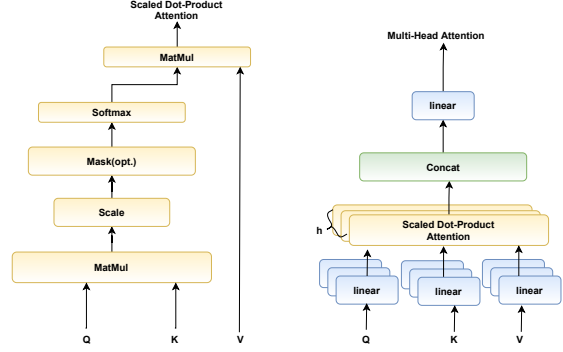 Scaled Dot-Product
Attention
MatMul
Softmax
Mask(opt.)
Scale
MatMul
Q
K
V
Multi-Head Attention
linear
Concat
h
Scaled Dot-Product
Attention
linear
linear
linear
Q
K
V